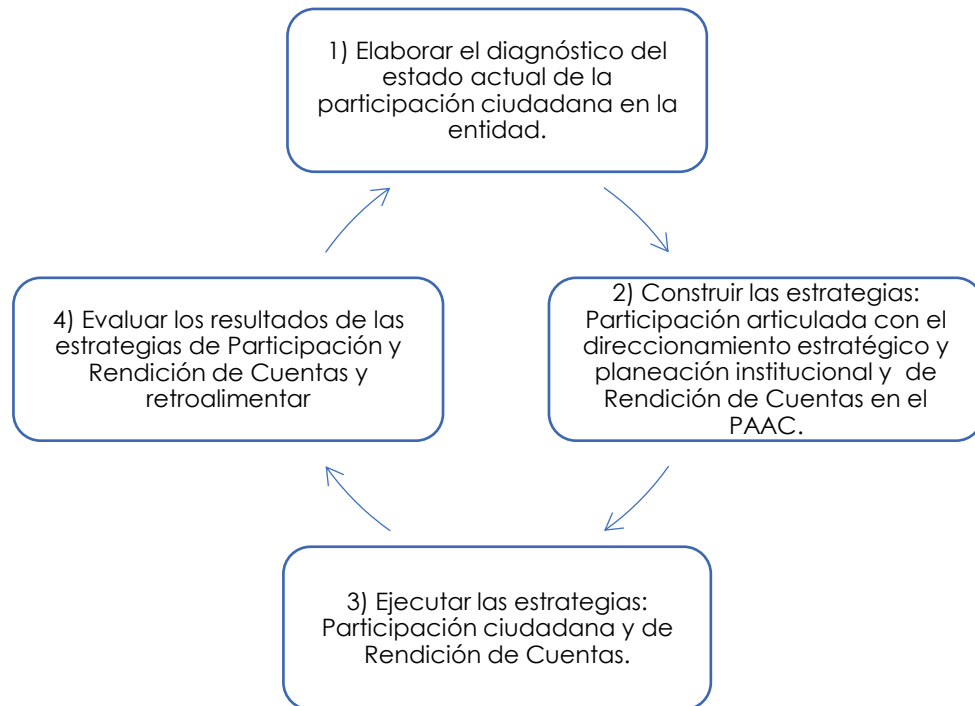 1) Elaborar el diagnóstico del
estado actual de la
participación ciudadana en la
entidad.
2) Construir las estrategias:
Participación articulada con el
direccionamiento estratégico y
planeación institucional y  de
Rendición de Cuentas en el
PAAC.
3) Ejecutar las estrategias:
Participación ciudadana y de
Rendición de Cuentas.
4) Evaluar los resultados de las
estrategias de Participación y
Rendición de Cuentas y
retroalimentar